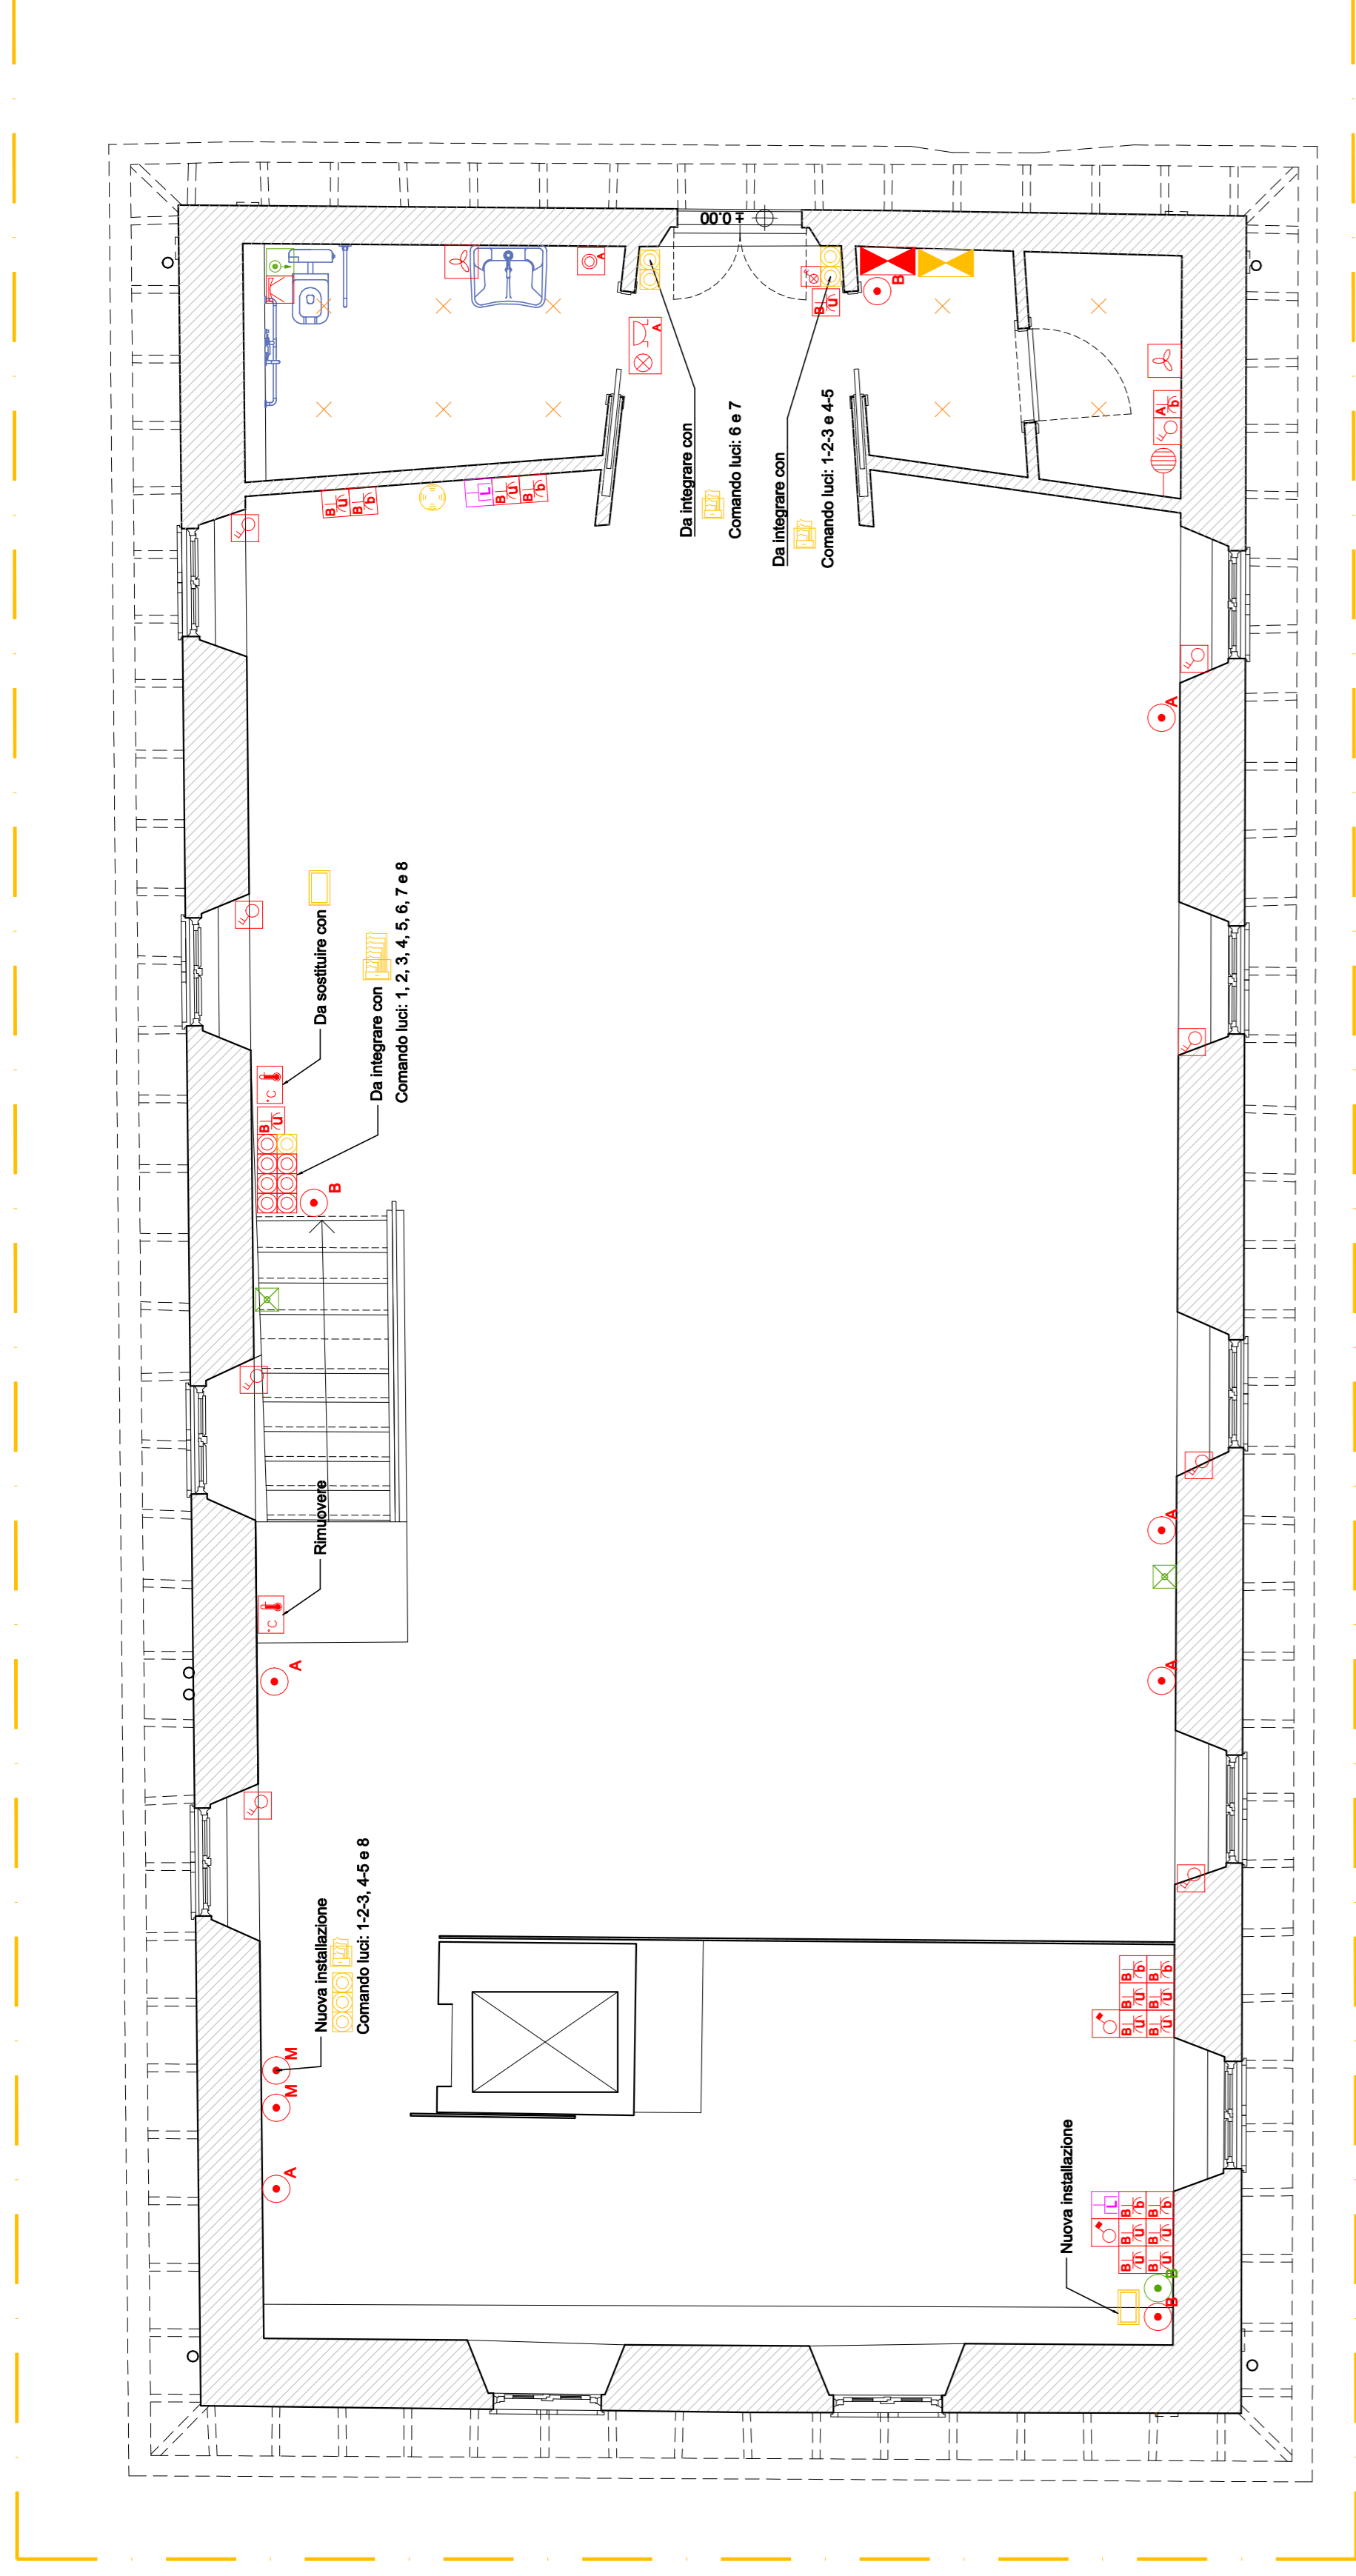 ± 0.00
A
B
B
U
A
Da integrare con
Comando luci: 6 e 7
Da integrare con
Comando luci: 1-2-3 e 4-5
A
b
B
U
B
b
L
B
U
B
b
A
Da sostituire con
Da integrare con
Comando luci: 1, 2, 3, 4, 5, 6, 7 e 8
°C
B
U
B
Rimuovere
°C
A
A
A
Nuova installazione
Comando luci: 1-2-3, 4-5 e 8
M
M
A
B
b
B
b
B
U
B
U
B
U
B
U
Nuova installazione
L
B
b
B
b
B
U
B
U
B
U
B
U
B
B